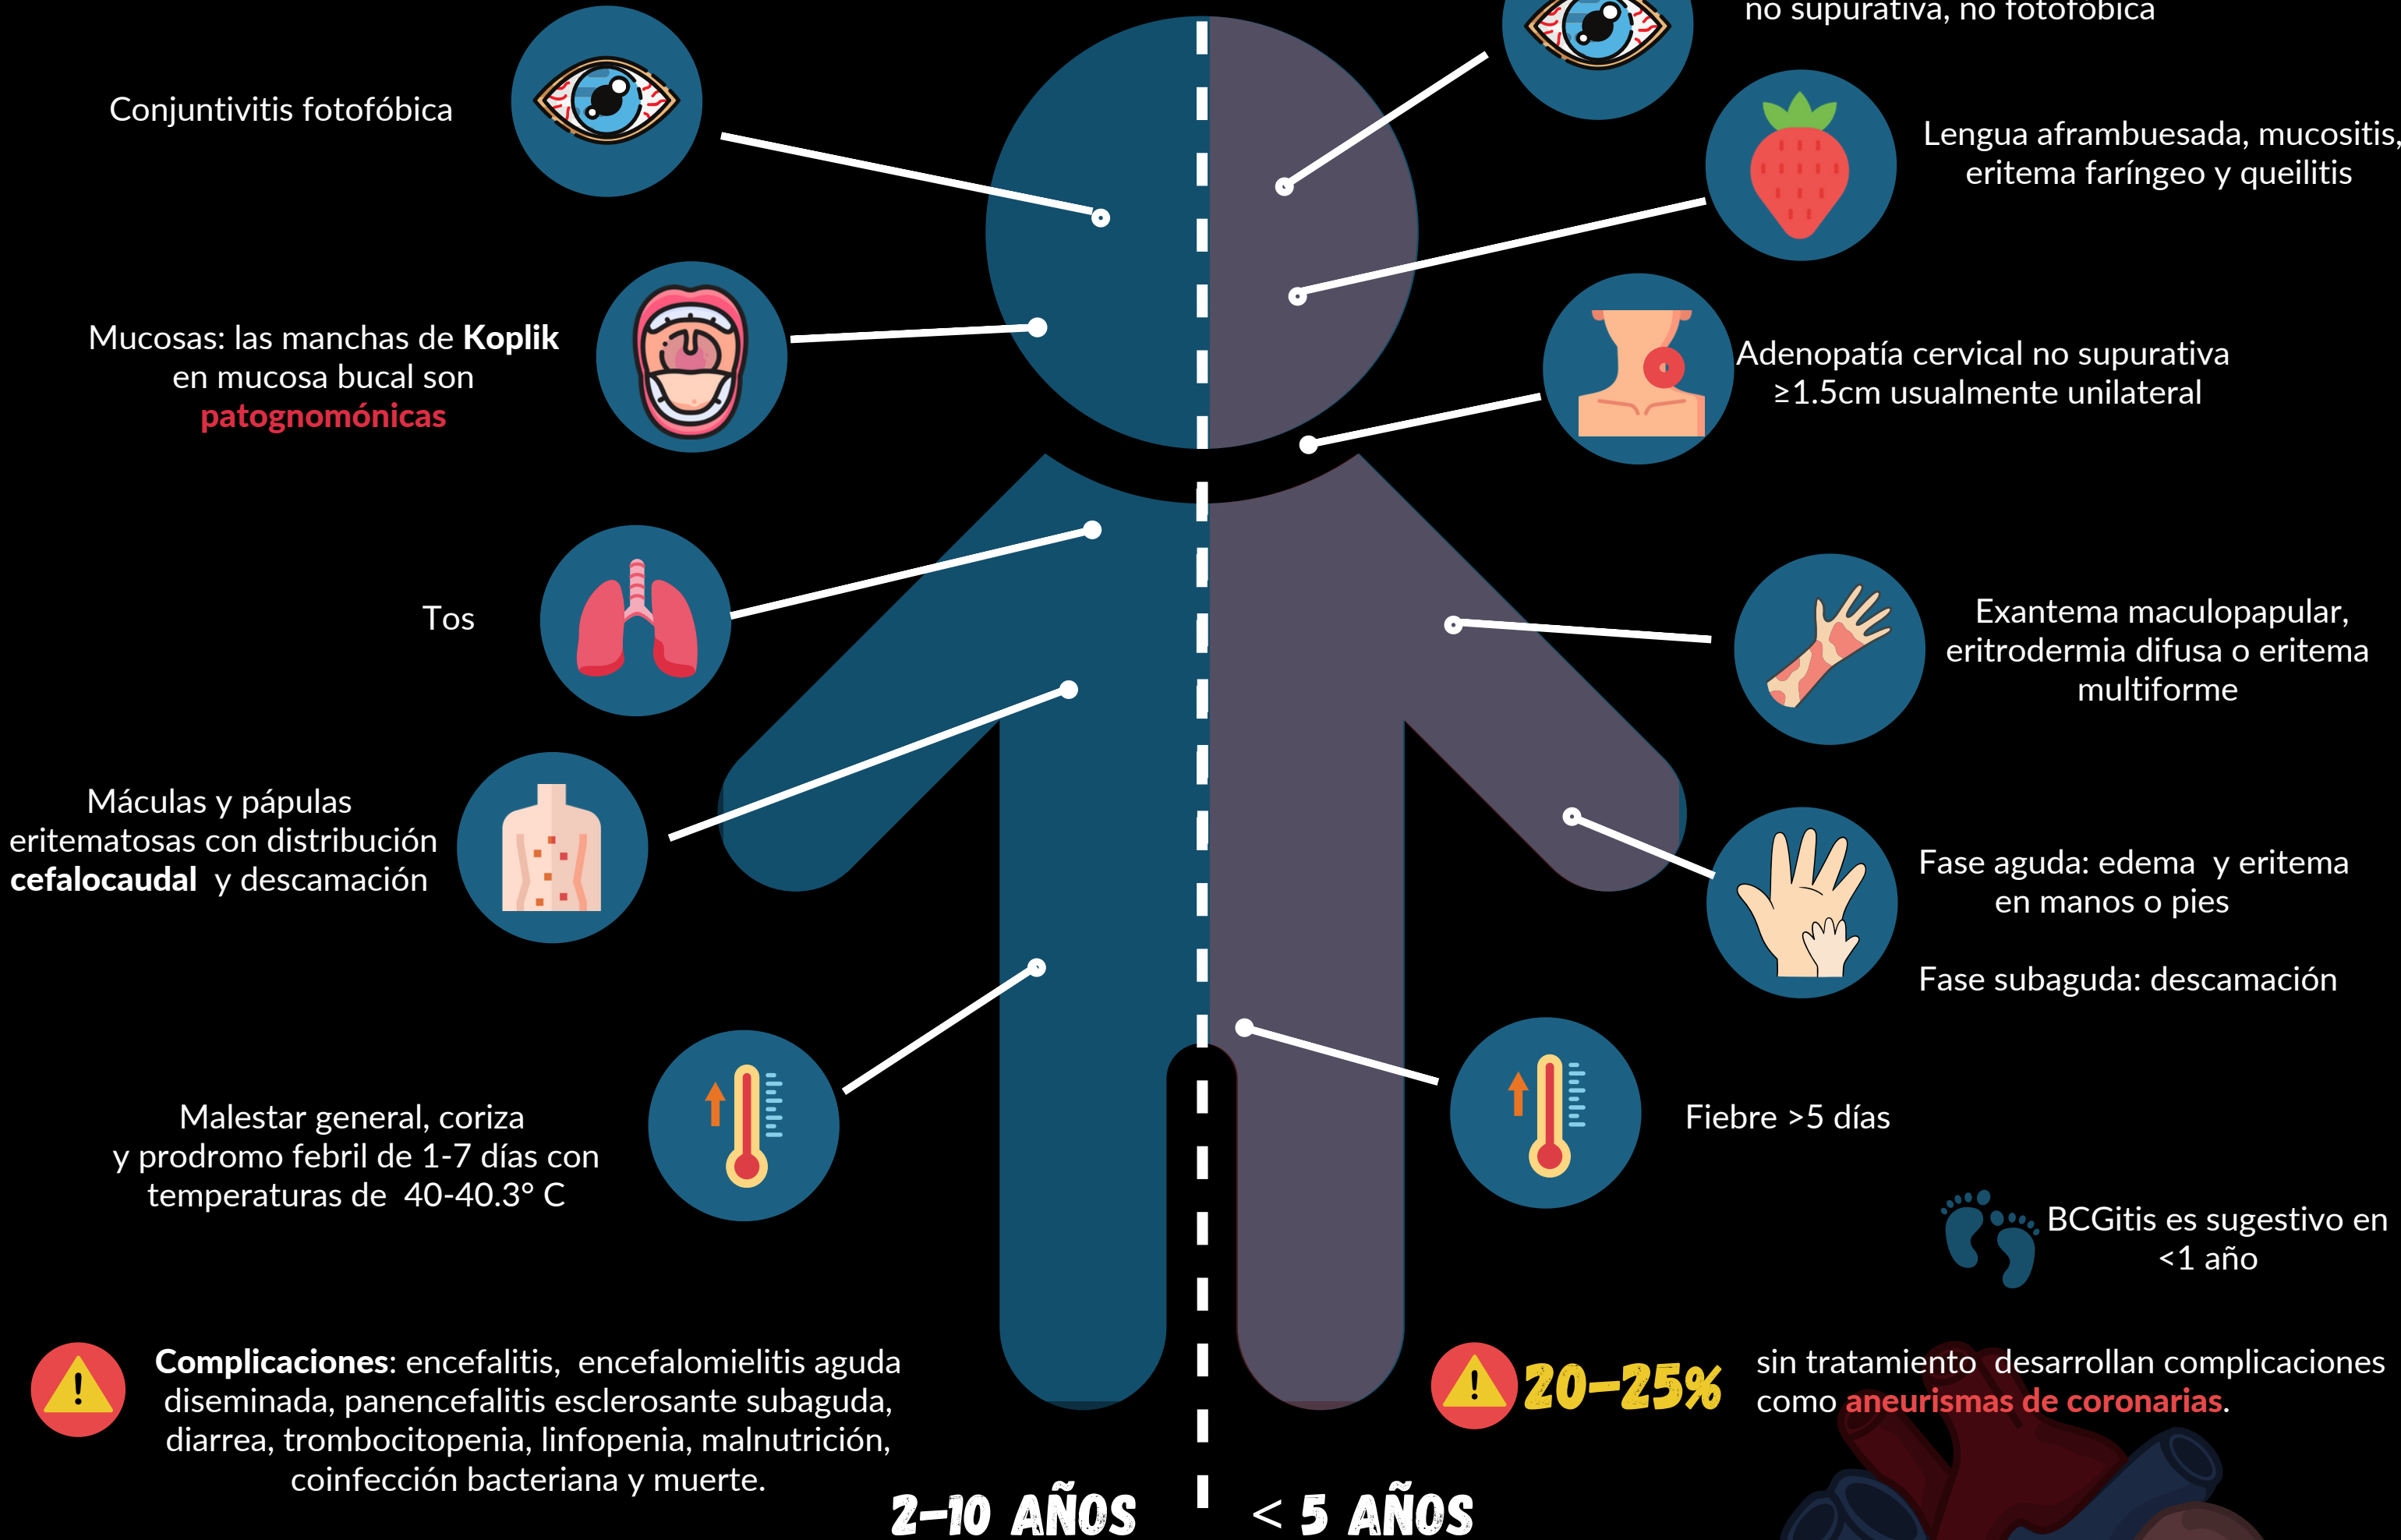 Conjuntivitis fotofóbica
Mucosas: las manchas de Koplik
en mucosa bucal son
patognomónicas
Tos
Máculas y pápulas
eritematosas con distribución
cefalocaudal y descamación
Malestar general, coriza
y prodromo febril de 1-7 días con
temperaturas de 40-40.3° C
Complicaciones: encefalitis, encefalomielitis aguda
diseminada, panencefalitis esclerosante subaguda,
diarrea, trombocitopenia, linfopenia, malnutrición,
coinfección bacteriana y muerte.
2-10 AÑOS
no supurativa, no fotofóbica
Lengua aframbuesada, mucositis,
eritema faríngeo y queilitis
Adenopatía cervical no supurativa
≥1.5cm usualmente unilateral
Exantema maculopapular,
eritrodermia difusa o eritema
multiforme
Fase aguda: edema y eritema
en manos o pies
Fase subaguda: descamación
Fiebre >5 días
BCGitis es sugestivo en
<1 año
20-25%
sin tratamiento desarrollan complicaciones
como aneurismas de coronarias.
< 5 AÑOS